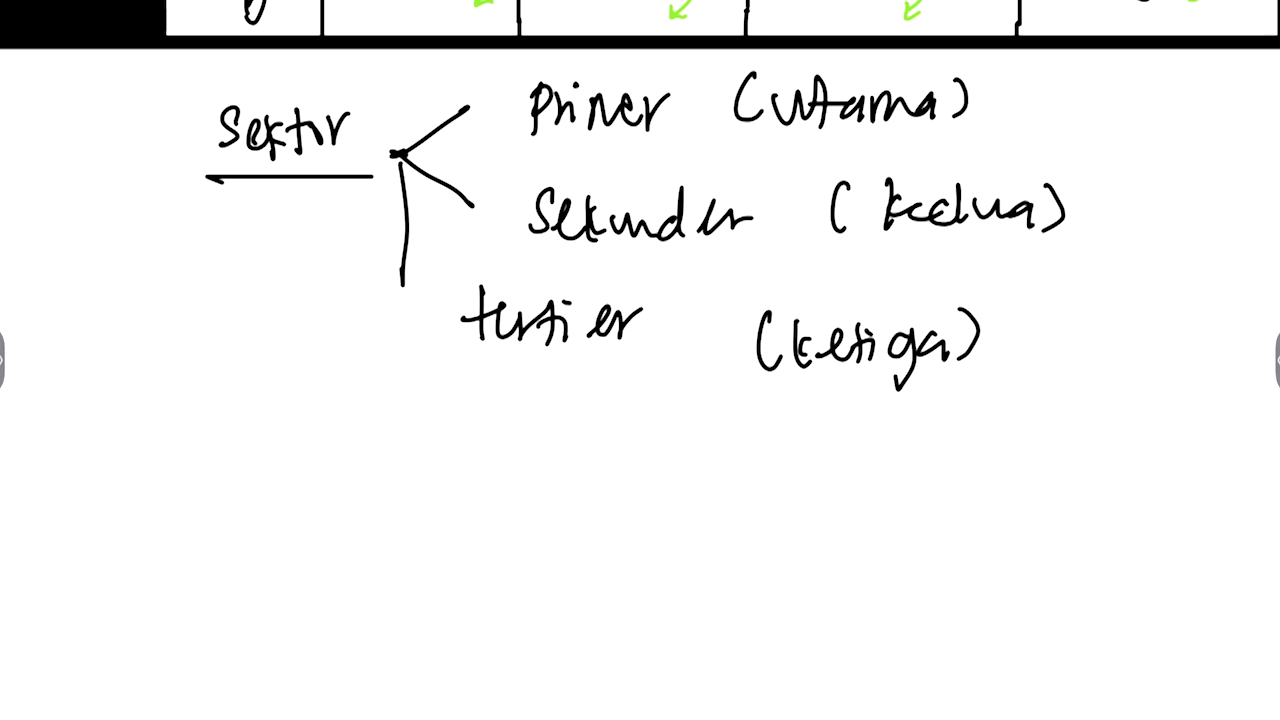 Sektor
Primer (utama)
Sekunder (kedua)
tertier (ketiga)